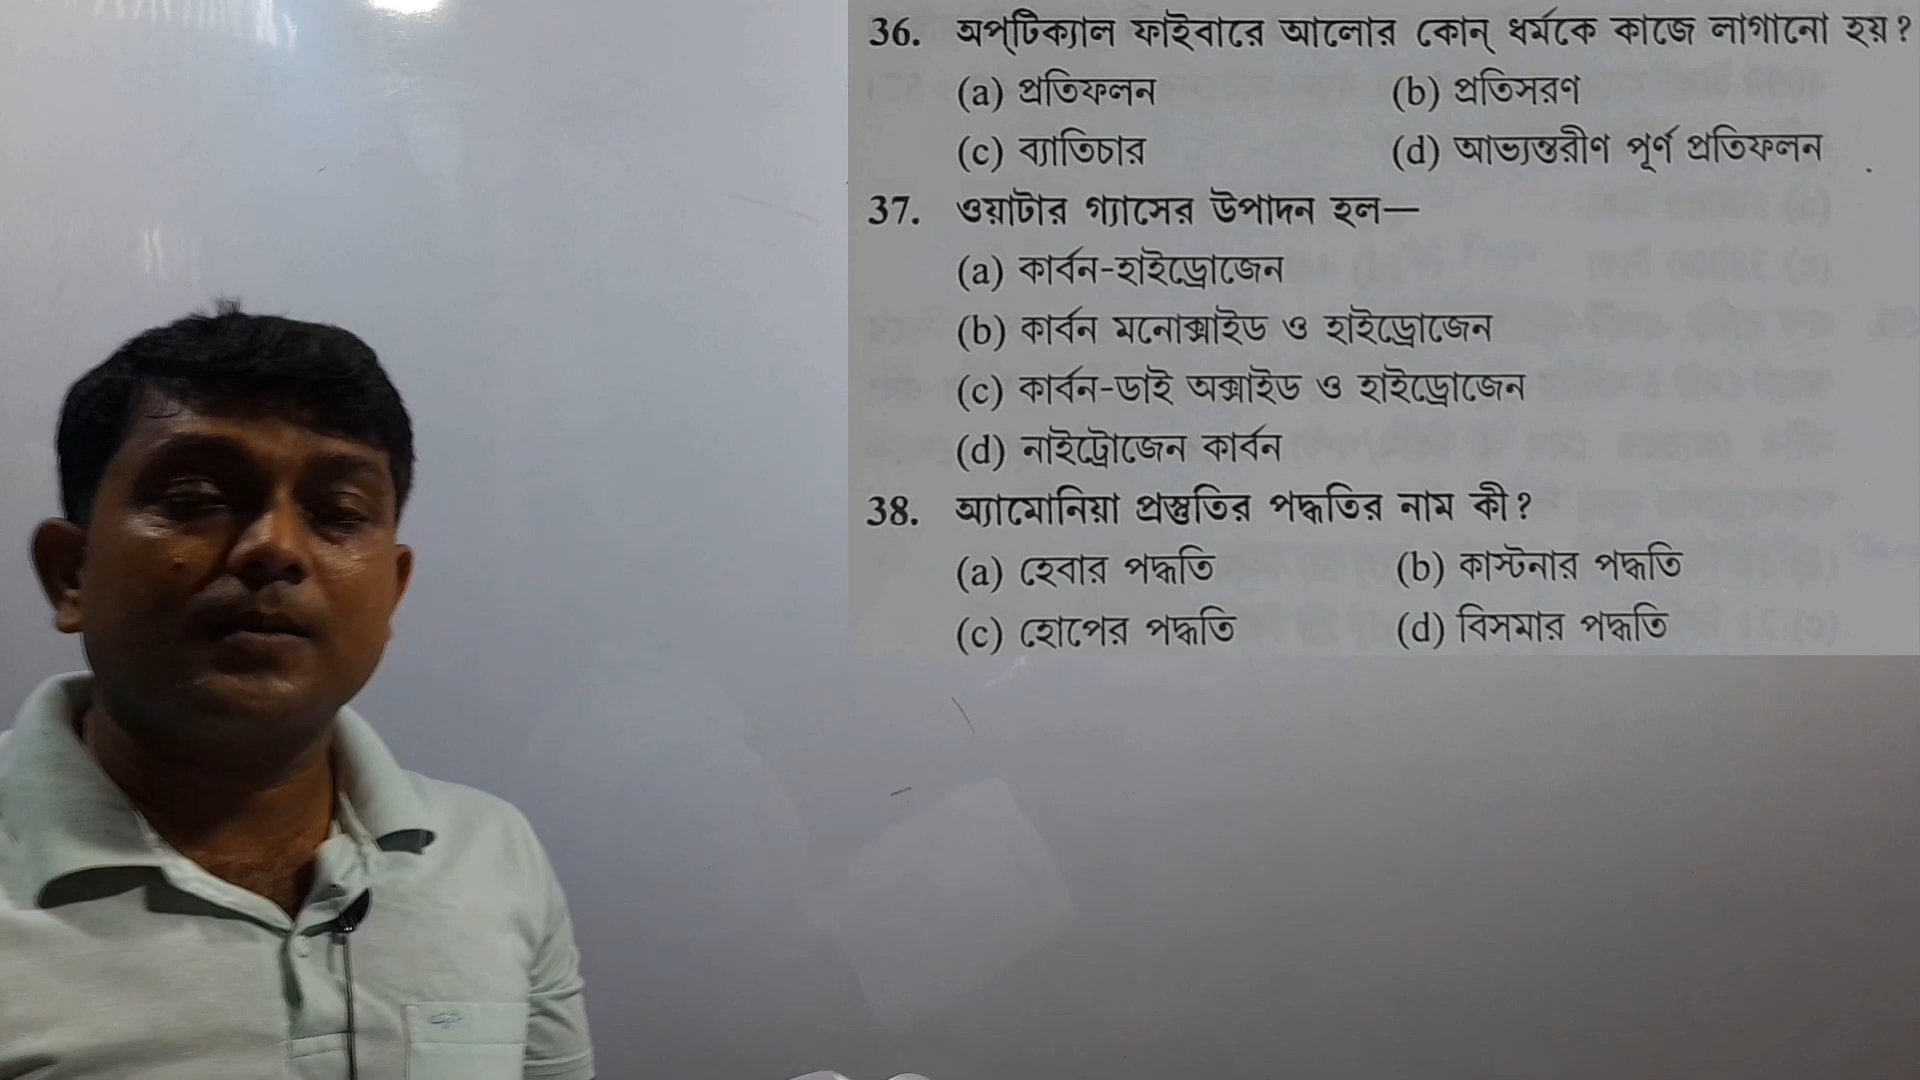 36. অপ্‌টিক্যাল ফাইবারে আলোর কোন্ ধর্মকে কাজে লাগানো হয় ?
(a) প্রতিফলন (b) প্রতিসরণ
(c) ব্যাতিচার (d) আভ্যন্তরীণ পূর্ণ প্রতিফলন
37. ওয়াটার গ্যাসের উপাদন হল—
(a) কার্বন-হাইড্রোজেন
(b) কার্বন মনোক্সাইড ও হাইড্রোজেন
(c) কার্বন-ডাই অক্সাইড ও হাইড্রোজেন
(d) নাইট্রোজেন কার্বন
38. অ্যামোনিয়া প্রস্তুতির পদ্ধতির নাম কী ?
(a) হেবার পদ্ধতি (b) কাস্টনার পদ্ধতি
(c) হোপের পদ্ধতি (d) বিসমার পদ্ধতি